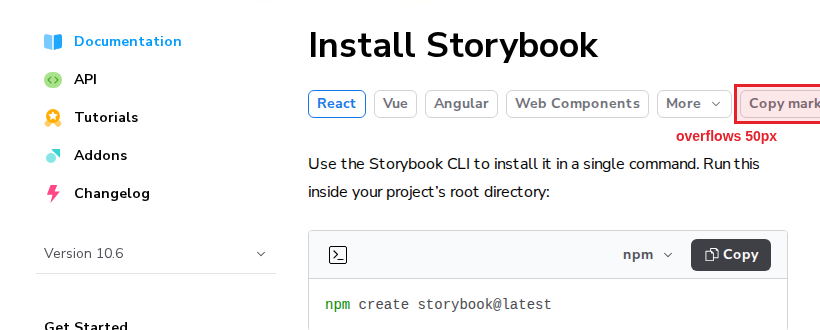 Documentation
API
Tutorials
Addons
Changelog
Version 10.6
Get Started
Install Storybook
React
Vue
Angular
Web Components
More
Copy mark
overflows 50px
Use the Storybook CLI to install it in a single command. Run this
inside your project’s root directory:
npm
Copy
npm create storybook@latest